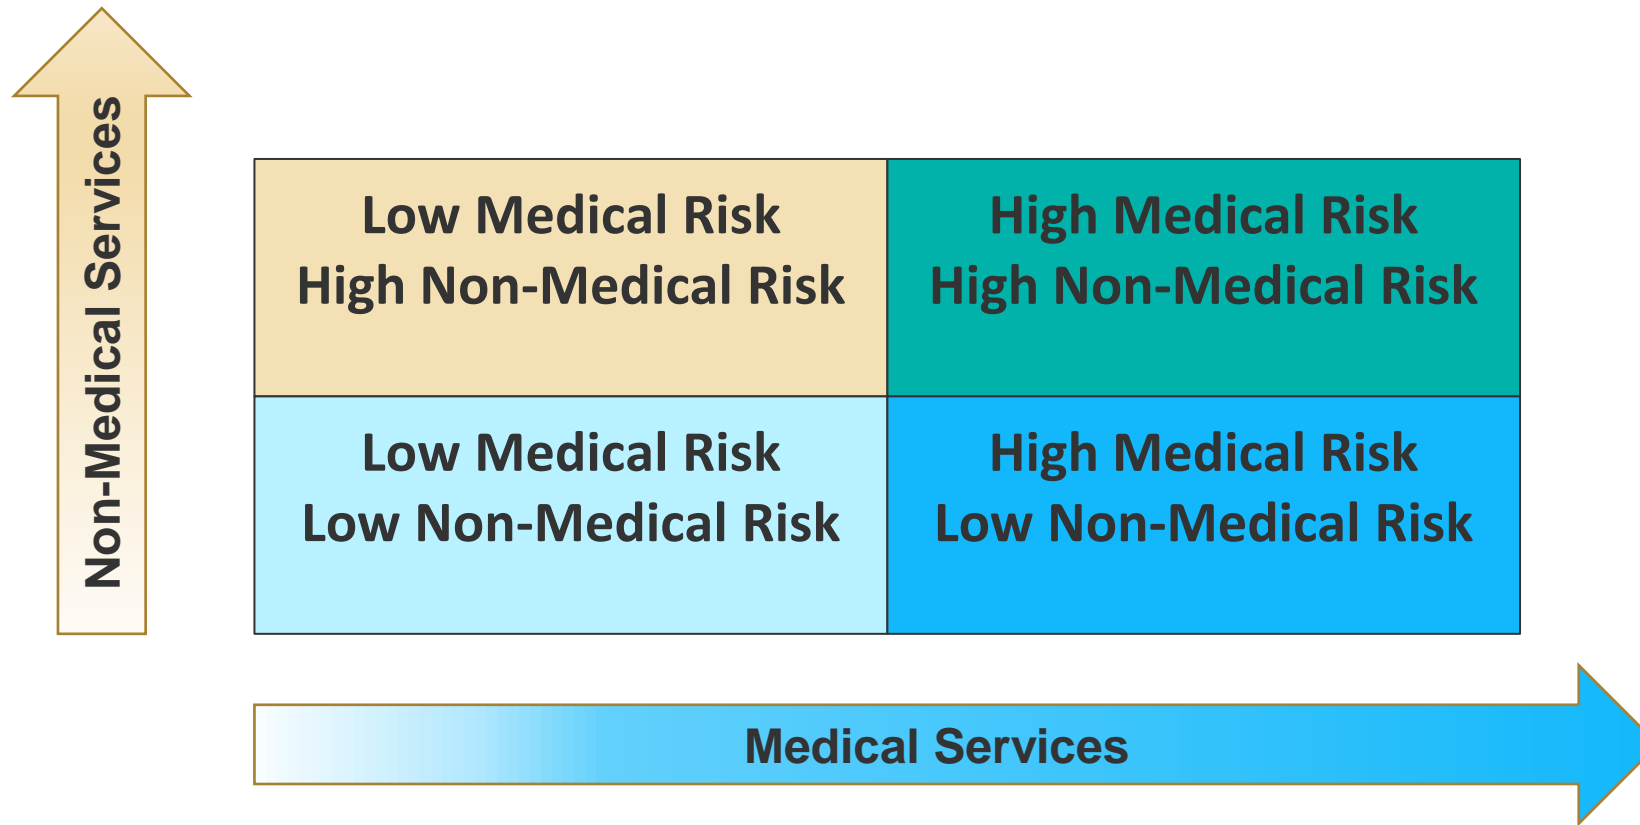 Non-Medical Services
Low Medical Risk
High Non-Medical Risk
High Medical Risk
High Non-Medical Risk
Low Medical Risk
Low Non-Medical Risk
High Medical Risk
Low Non-Medical Risk
Medical Services